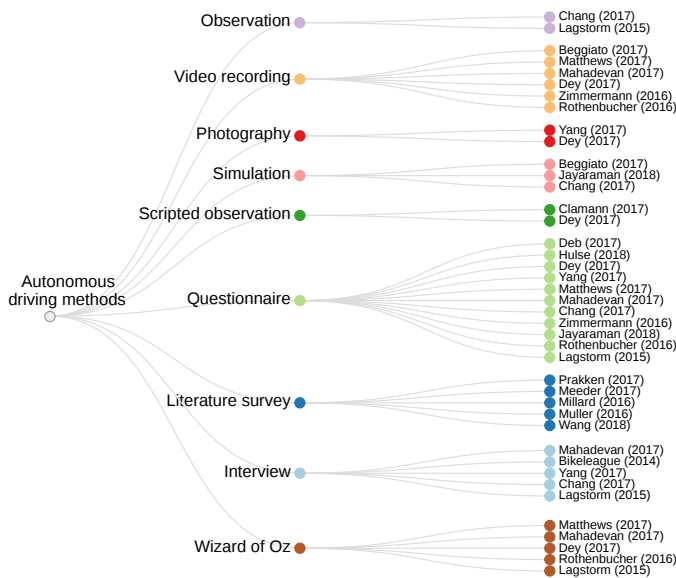 Observation
Chang (2017)
Lagstorm (2015)
Video recording
Beggiato (2017)
Matthews (2017)
Mahadevan (2017)
Dey (2017)
Zimmermann (2016)
Rothenbucher (2016)
Photography
Yang (2017)
Dey (2017)
Simulation
Beggiato (2017)
Jayaraman (2018)
Chang (2017)
Scripted observation
Clamann (2017)
Dey (2017)
Autonomous
driving methods
Questionnaire
Deb (2017)
Hulse (2018)
Dey (2017)
Yang (2017)
Matthews (2017)
Mahadevan (2017)
Chang (2017)
Zimmermann (2016)
Jayaraman (2018)
Rothenbucher (2016)
Lagstorm (2015)
Literature survey
Prakken (2017)
Meeder (2017)
Millard (2016)
Muller (2016)
Wang (2018)
Interview
Mahadevan (2017)
Bikeleague (2014)
Yang (2017)
Chang (2017)
Lagstorm (2015)
Wizard of Oz
Matthews (2017)
Mahadevan (2017)
Dey (2017)
Rothenbucher (2016)
Lagstorm (2015)